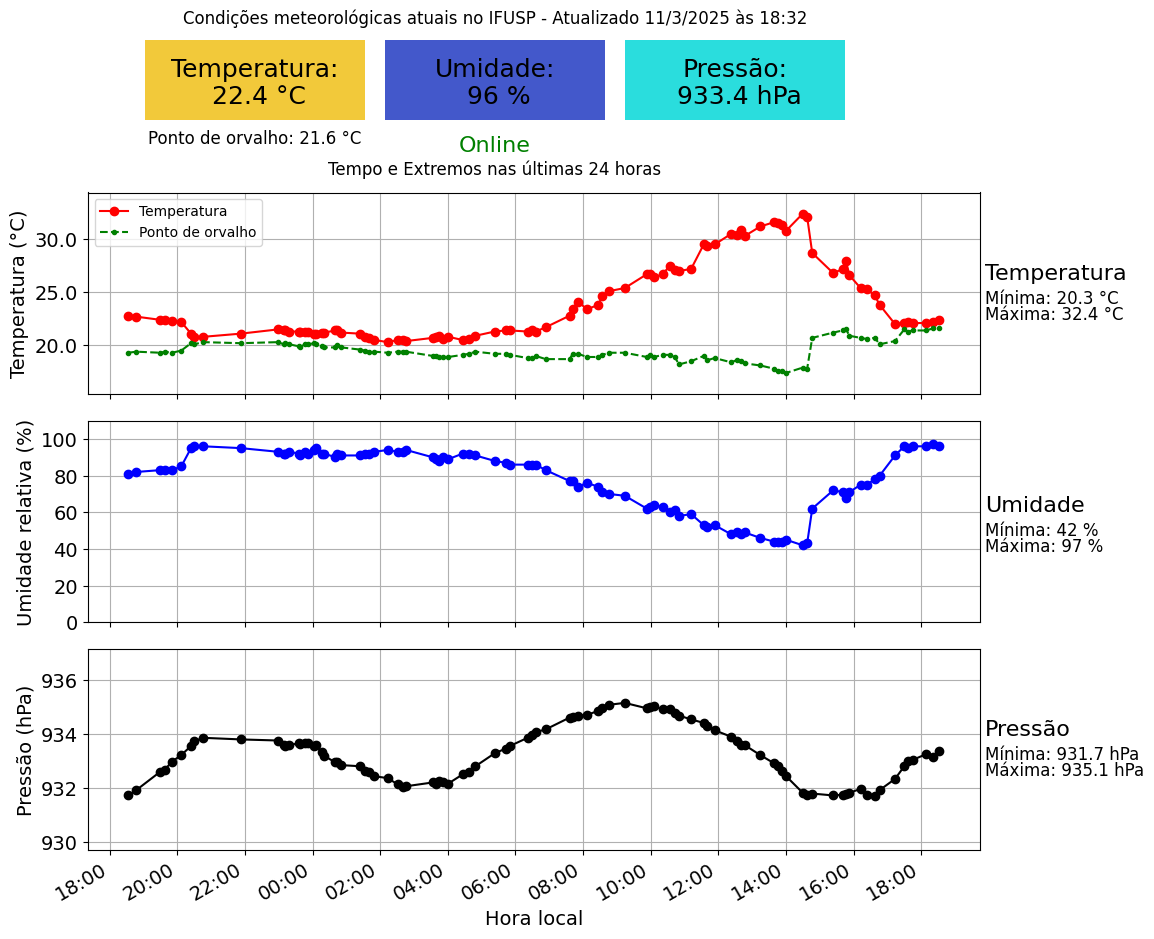 Condições meteorológicas atuais no IFUSP - Atualizado 11/3/2025 às 18:32
Temperatura:
22.4 °C
Umidade:
96 %
Pressão:
933.4 hPa
Ponto de orvalho: 21.6 °C
Online
Tempo e Extremos nas últimas 24 horas
Temperatura (°C)
30.0
25.0
20.0
Temperatura
Ponto de orvalho
Temperatura
Mínima: 20.3 °C
Máxima: 32.4 °C
Umidade relativa (%)
100
80
60
40
20
0
Umidade
Mínima: 42 %
Máxima: 97 %
Pressão (hPa)
936
934
932
930
Pressão
Mínima: 931.7 hPa
Máxima: 935.1 hPa
18:00 20:00 22:00 00:00 02:00 04:00 06:00 08:00 10:00 12:00 14:00 16:00 18:00
Hora local